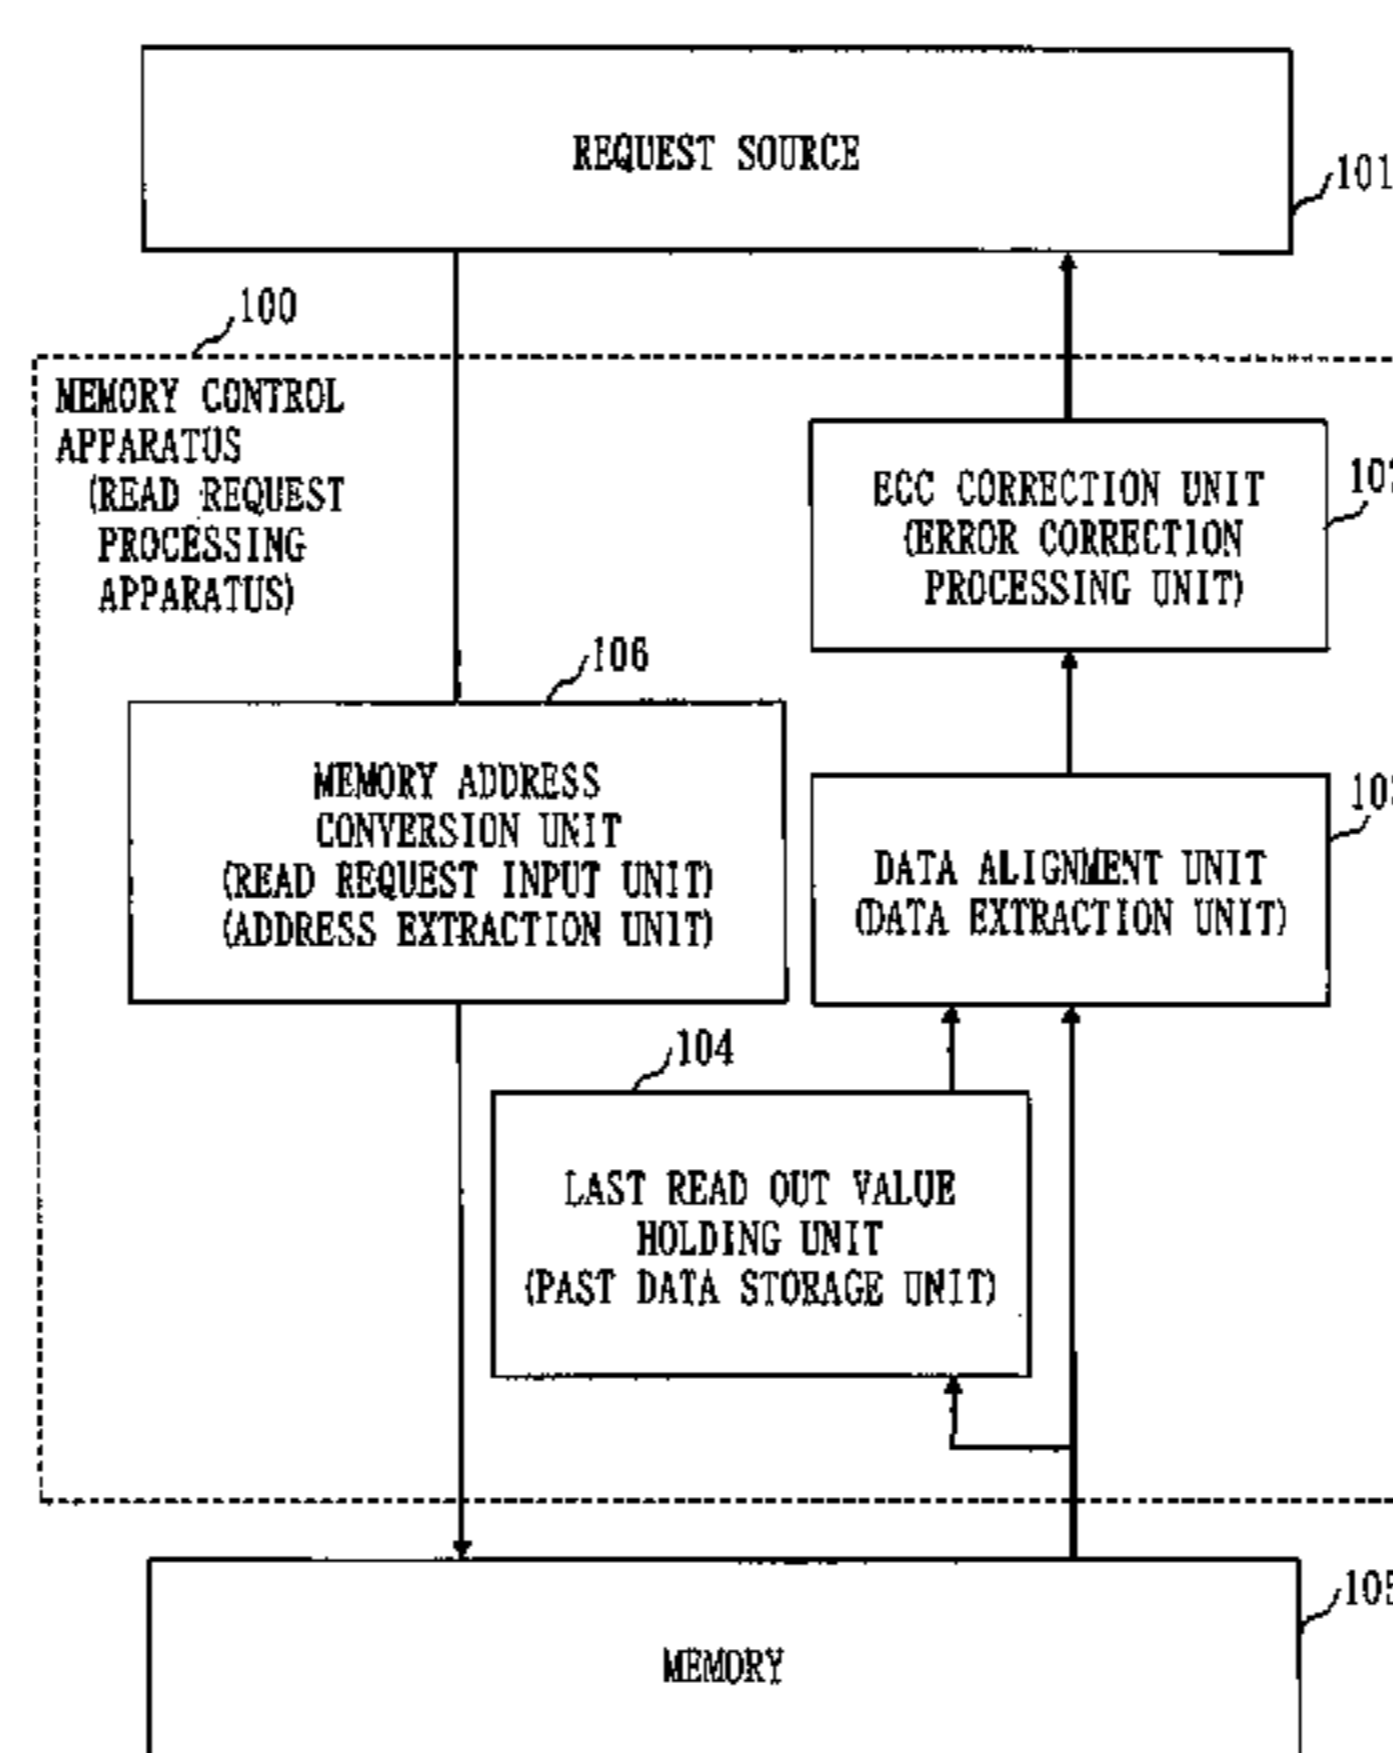 REQUEST SOURCE
101
100
MEMORY CONTROL
APPARATUS
(READ REQUEST
PROCESSING
APPARATUS)
ECC CORRECTION UNIT
(ERROR CORRECTION
PROCESSING UNIT)
106
MEMORY ADDRESS
CONVERSION UNIT
(READ REQUEST INPUT UNIT)
(ADDRESS EXTRACTION UNIT)
DATA ALIGNMENT UNIT
(DATA EXTRACTION UNIT)
104
LAST READ OUT VALUE
HOLDING UNIT
(PAST DATA STORAGE UNIT)
105
MEMORY